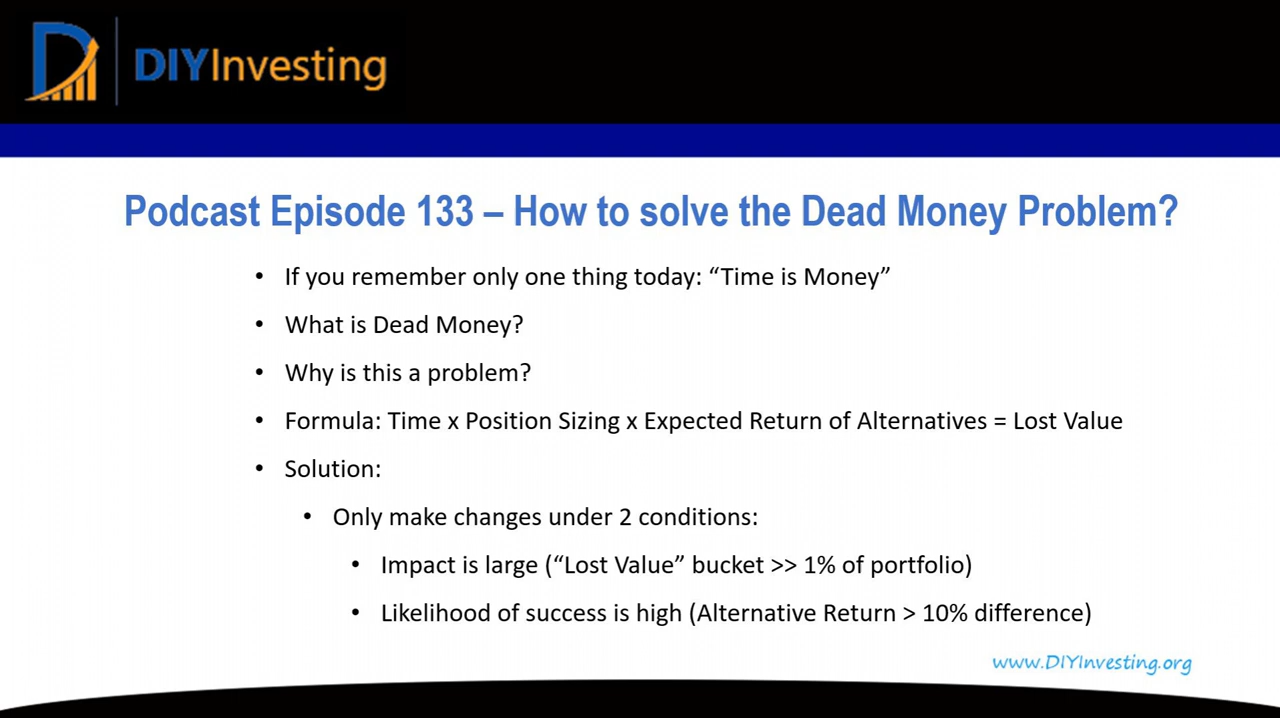 DIYInvesting
Podcast Episode 133 – How to solve the Dead Money Problem?
• If you remember only one thing today: “Time is Money”
• What is Dead Money?
• Why is this a problem?
• Formula: Time x Position Sizing x Expected Return of Alternatives = Lost Value
• Solution:
• Only make changes under 2 conditions:
• Impact is large (“Lost Value” bucket >> 1% of portfolio)
• Likelihood of success is high (Alternative Return > 10% difference)
www.DIYInvesting.org